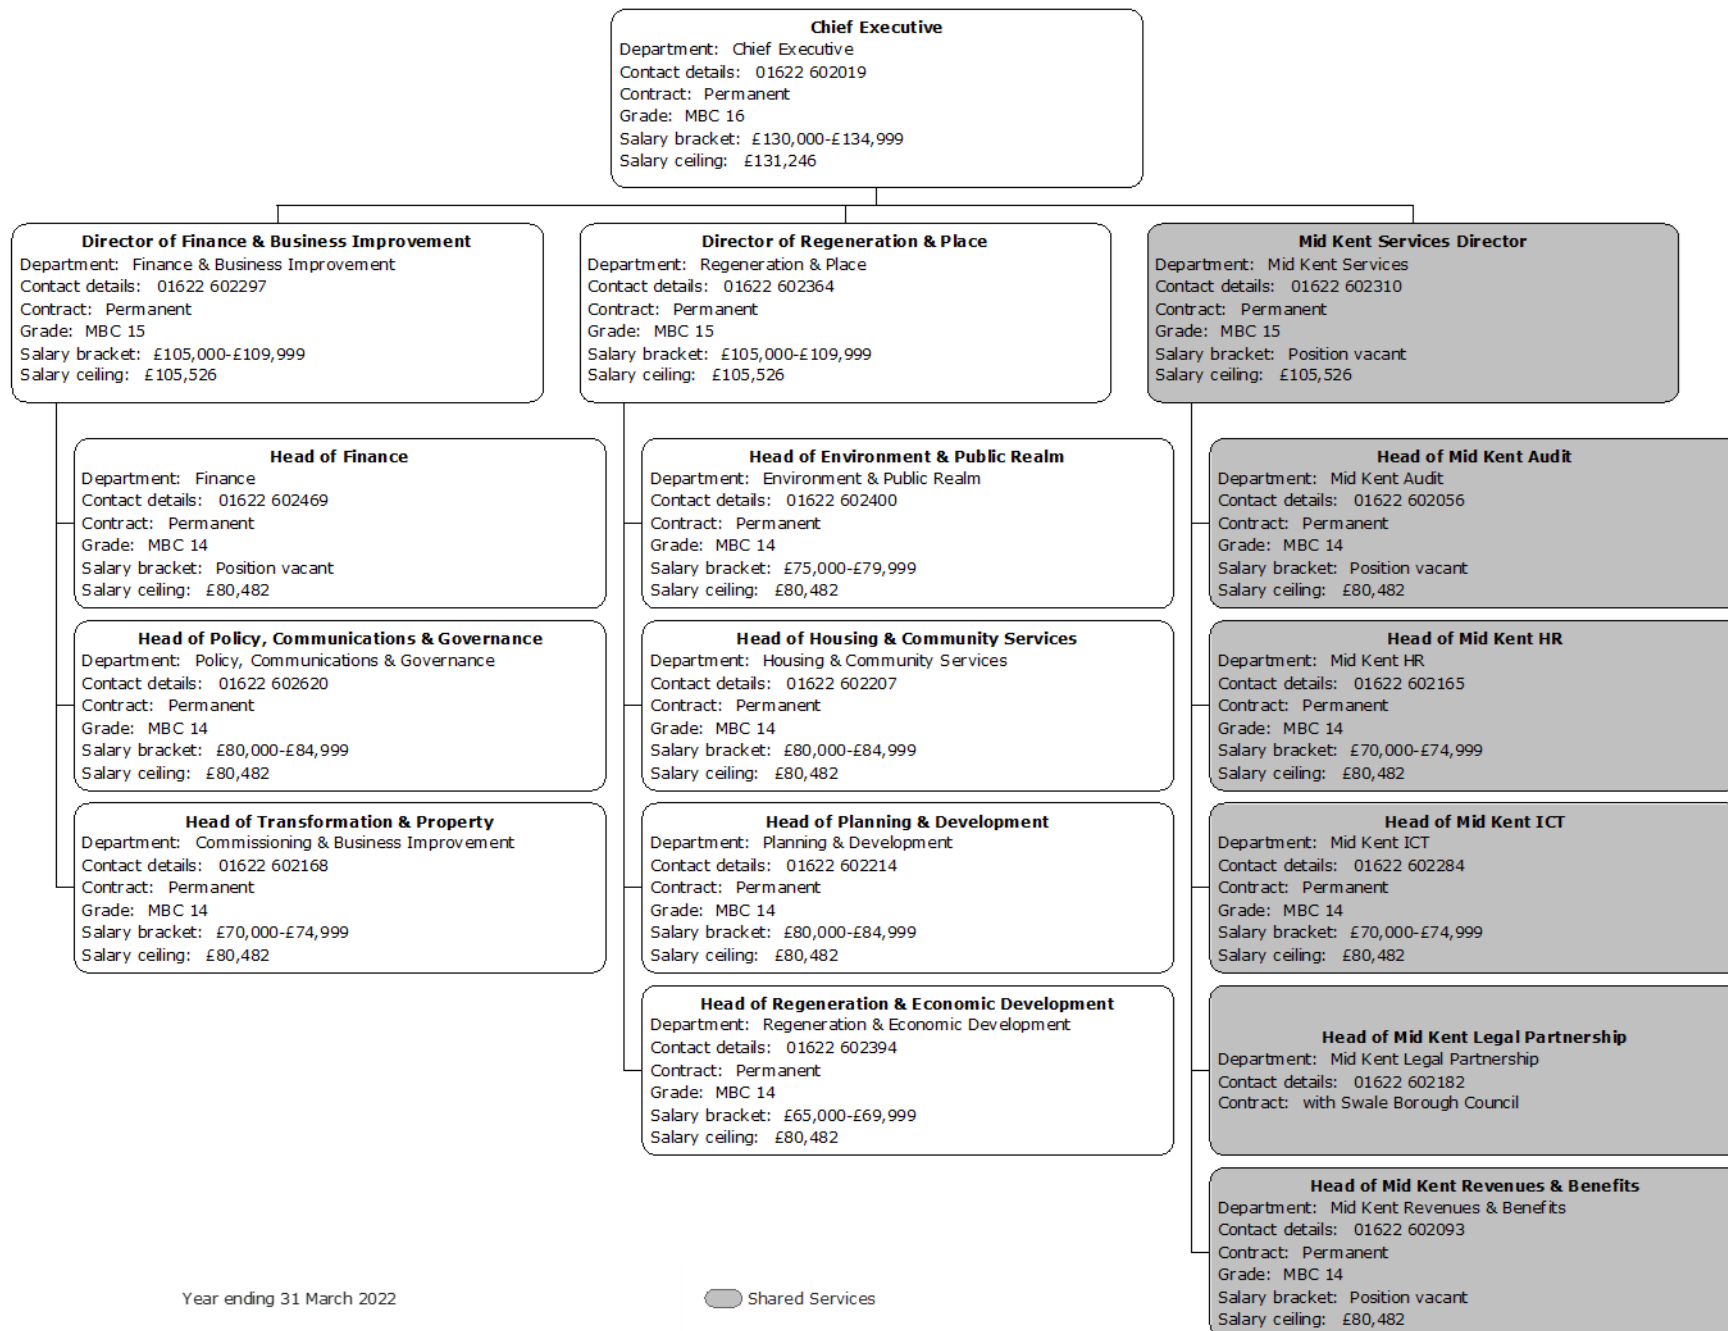 Chief Executive
Department: Chief Executive
Contact details: 01622 602019
Contract: Permanent
Grade: MBC 16
Salary bracket: £130,000-£134,999
Salary ceiling: £131,246
Director of Finance & Business Improvement
Department: Finance & Business Improvement
Contact details: 01622 602297
Contract: Permanent
Grade: MBC 15
Salary bracket: £105,000-£109,999
Salary ceiling: £105,526
Director of Regeneration & Place
Department: Regeneration & Place
Contact details: 01622 602364
Contract: Permanent
Grade: MBC 15
Salary bracket: £105,000-£109,999
Salary ceiling: £105,526
Mid Kent Services Director
Department: Mid Kent Services
Contact details: 01622 602310
Contract: Permanent
Grade: MBC 15
Salary bracket: Position vacant
Salary ceiling: £105,526
Head of Finance
Department: Finance
Contact details: 01622 602469
Contract: Permanent
Grade: MBC 14
Salary bracket: Position vacant
Salary ceiling: £80,482
Head of Policy, Communications & Governance
Department: Policy, Communications & Governance
Contact details: 01622 602620
Contract: Permanent
Grade: MBC 14
Salary bracket: £80,000-£84,999
Salary ceiling: £80,482
Head of Transformation & Property
Department: Commissioning & Business Improvement
Contact details: 01622 602168
Contract: Permanent
Grade: MBC 14
Salary bracket: £70,000-£74,999
Salary ceiling: £80,482
Head of Environment & Public Realm
Department: Environment & Public Realm
Contact details: 01622 602400
Contract: Permanent
Grade: MBC 14
Salary bracket: £75,000-£79,999
Salary ceiling: £80,482
Head of Housing & Community Services
Department: Housing & Community Services
Contact details: 01622 602207
Contract: Permanent
Grade: MBC 14
Salary bracket: £80,000-£84,999
Salary ceiling: £80,482
Head of Planning & Development
Department: Planning & Development
Contact details: 01622 602214
Contract: Permanent
Grade: MBC 14
Salary bracket: £80,000-£84,999
Salary ceiling: £80,482
Head of Regeneration & Economic Development
Department: Regeneration & Economic Development
Contact details: 01622 602394
Contract: Permanent
Grade: MBC 14
Salary bracket: £65,000-£69,999
Salary ceiling: £80,482
Head of Mid Kent Audit
Department: Mid Kent Audit
Contact details: 01622 602056
Contract: Permanent
Grade: MBC 14
Salary bracket: Position vacant
Salary ceiling: £80,482
Head of Mid Kent HR
Department: Mid Kent HR
Contact details: 01622 602165
Contract: Permanent
Grade: MBC 14
Salary bracket: £70,000-£74,999
Salary ceiling: £80,482
Head of Mid Kent ICT
Department: Mid Kent ICT
Contact details: 01622 602284
Contract: Permanent
Grade: MBC 14
Salary bracket: £70,000-£74,999
Salary ceiling: £80,482
Head of Mid Kent Legal Partnership
Department: Mid Kent Legal Partnership
Contact details: 01622 602182
Contract: with Swale Borough Council
Head of Mid Kent Revenues & Benefits
Department: Mid Kent Revenues & Benefits
Contact details: 01622 602093
Contract: Permanent
Grade: MBC 14
Salary bracket: Position vacant
Salary ceiling: £80,482
Year ending 31 March 2022
Shared Services